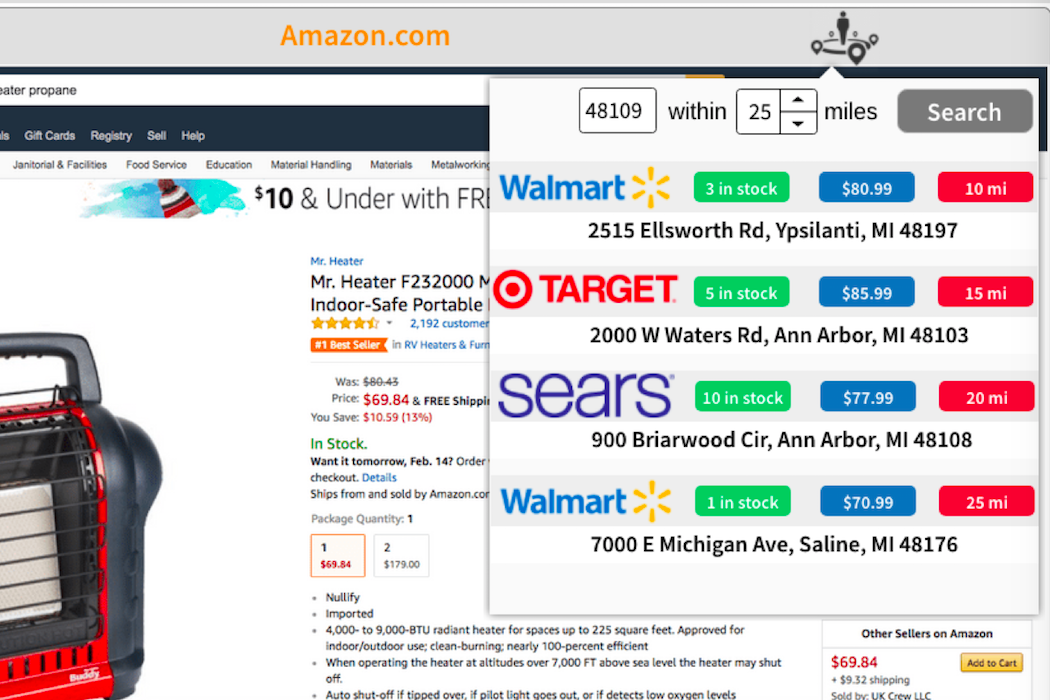 Amazon.com
eater propane
48109 within 25 miles Search
Gift Cards Registry Sell Help
Janitorial & Facilities Food Service Education Material Handling Materials Metalworking
$10 & Under with FRE
Walmart 3 in stock $80.99 10 mi
2515 Ellsworth Rd, Ypsilanti, MI 48197
TARGET 5 in stock $85.99 15 mi
2000 W Waters Rd, Ann Arbor, MI 48103
sears 10 in stock $77.99 20 mi
900 Briarwood Cir, Ann Arbor, MI 48108
Walmart 1 in stock $70.99 25 mi
7000 E Michigan Ave, Saline, MI 48176
Mr. Heater
Mr. Heater F232000 M
Indoor-Safe Portable
2,192 customer
#1 Best Seller in RV Heaters & Furn
Was: $80.43
Price: $69.84 & FREE Shippin
You Save: $10.59 (13%)
In Stock.
Want it tomorrow, Feb. 14? Order
checkout. Details
Ships from and sold by Amazon.com
Package Quantity: 1
1 2
$69.84 $179.00
Nullify
Imported
4,000- to 9,000-BTU radiant heater for spaces up to 225 square feet. Approved for
indoor/outdoor use; clean-burning; nearly 100-percent efficient
When operating the heater at altitudes over 7,000 FT above sea level the heater may shut
off.
Auto shut-off if tipped over, if pilot light goes out, or if detects low oxygen levels
Buddy
Other Sellers on Amazon
$69.84 Add to Cart
+ $9.32 shipping
Sold by: UK Crew LLC